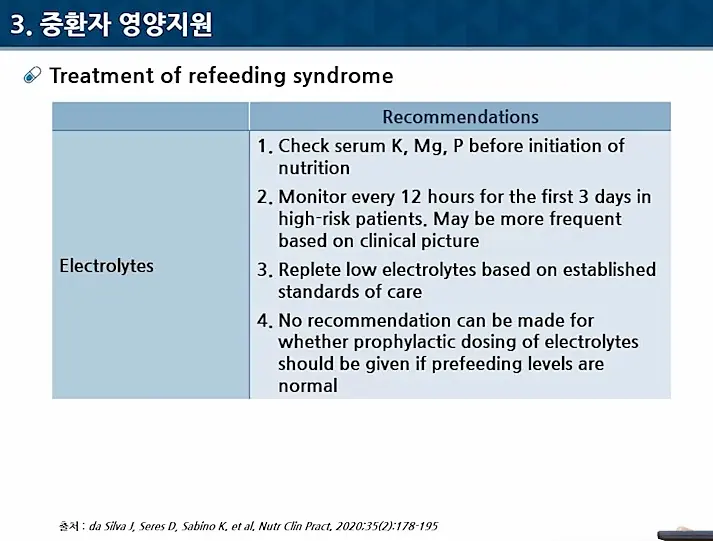 3. 중환자 영양지원
Treatment of refeeding syndrome
Recommendations
Electrolytes
1. Check serum K, Mg, P before initiation of
nutrition
2. Monitor every 12 hours for the first 3 days in
high-risk patients. May be more frequent
based on clinical picture
3. Replete low electrolytes based on established
standards of care
4. No recommendation can be made for
whether prophylactic dosing of electrolytes
should be given if prefeeding levels are
normal
출처 : da Silva J, Seres D, Sabino K, et al. Nutr Clin Pract. 2020;35(2):178-195